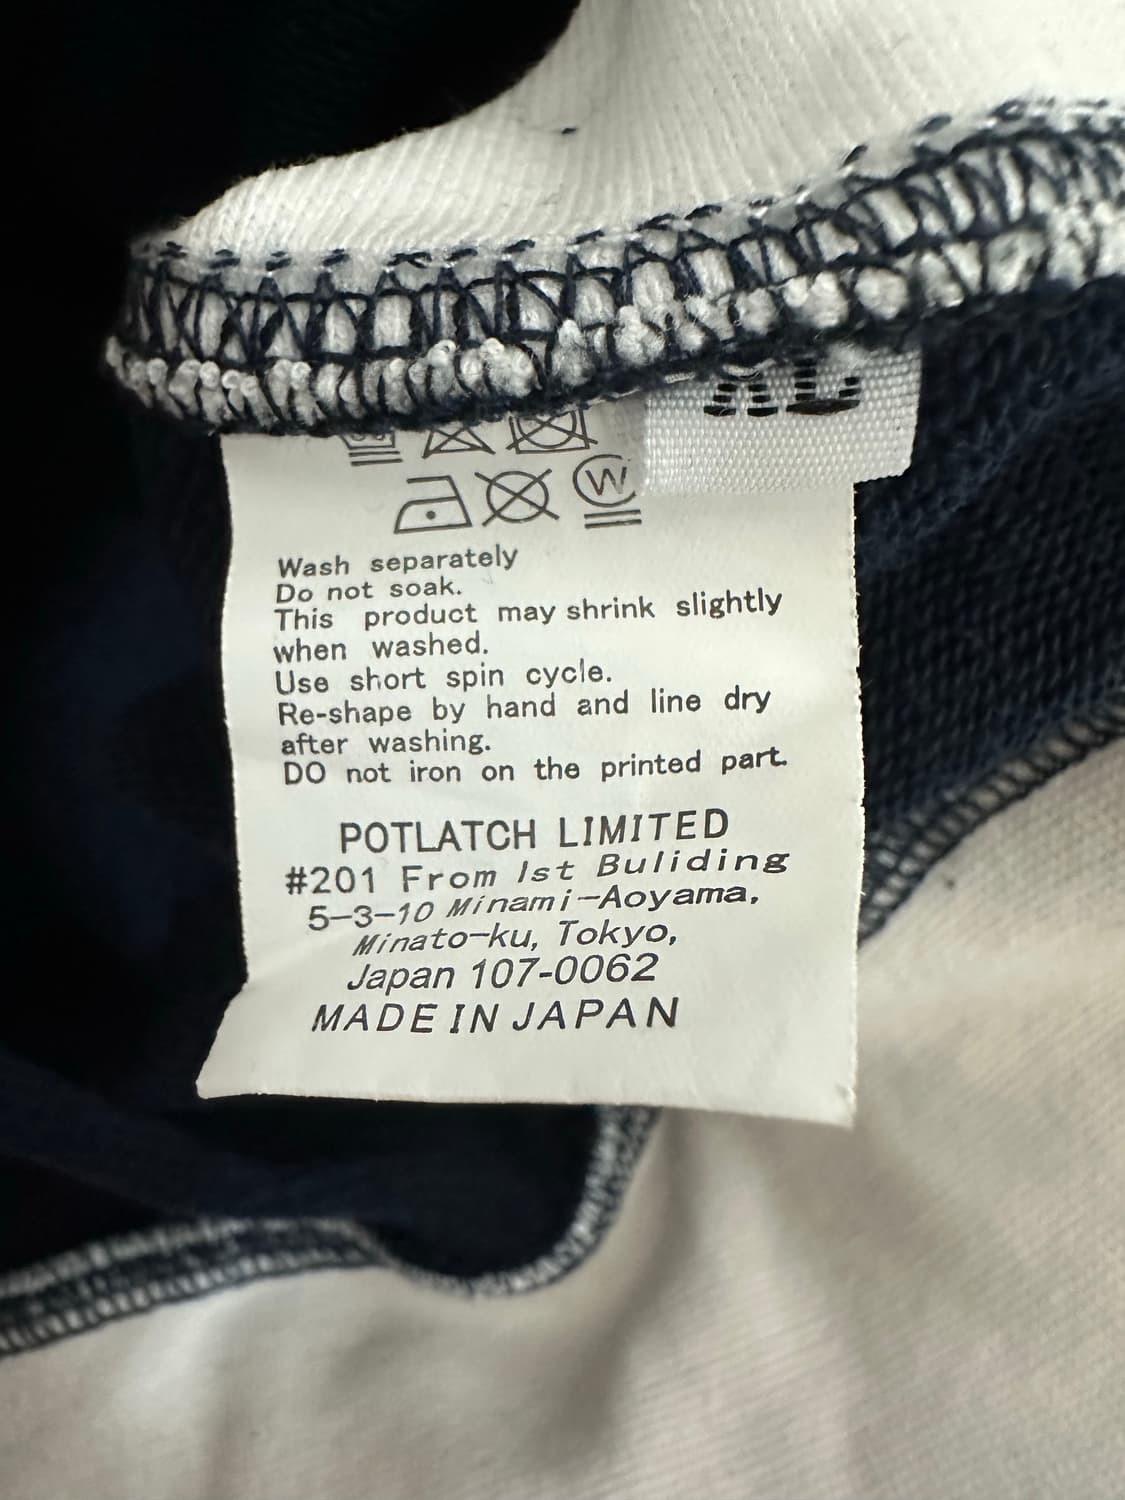 XL
W
Wash separately
Do not soak.
This product may shrink slightly
when washed.
Use short spin cycle.
Re-shape by hand and line dry
after washing.
DO not iron on the printed part.
POTLATCH LIMITED
#201 From 1st Buliding
5-3-10 Minami-Aoyama,
Minato-ku, Tokyo,
Japan 107-0062
MADE IN JAPAN